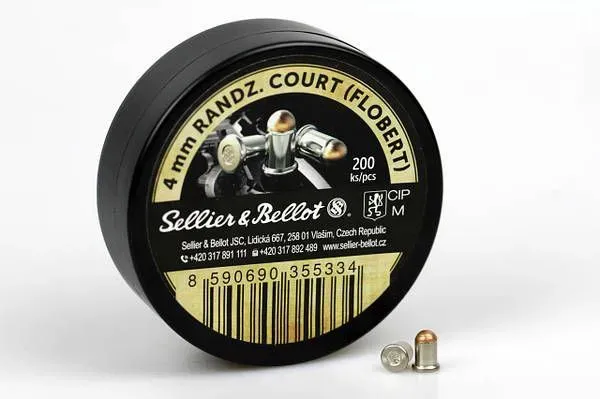 4 mm RANDZ. COURT (FLOBERT)
200
ks/pcs
Sellier & Bellot
CIP
M
Sellier & Bellot JSC, Lidická 667, 258 01 Vlašim, Czech Republic
+420 317 891 111 +420 317 892 489 www.sellier-bellot.cz
8 590690 355334